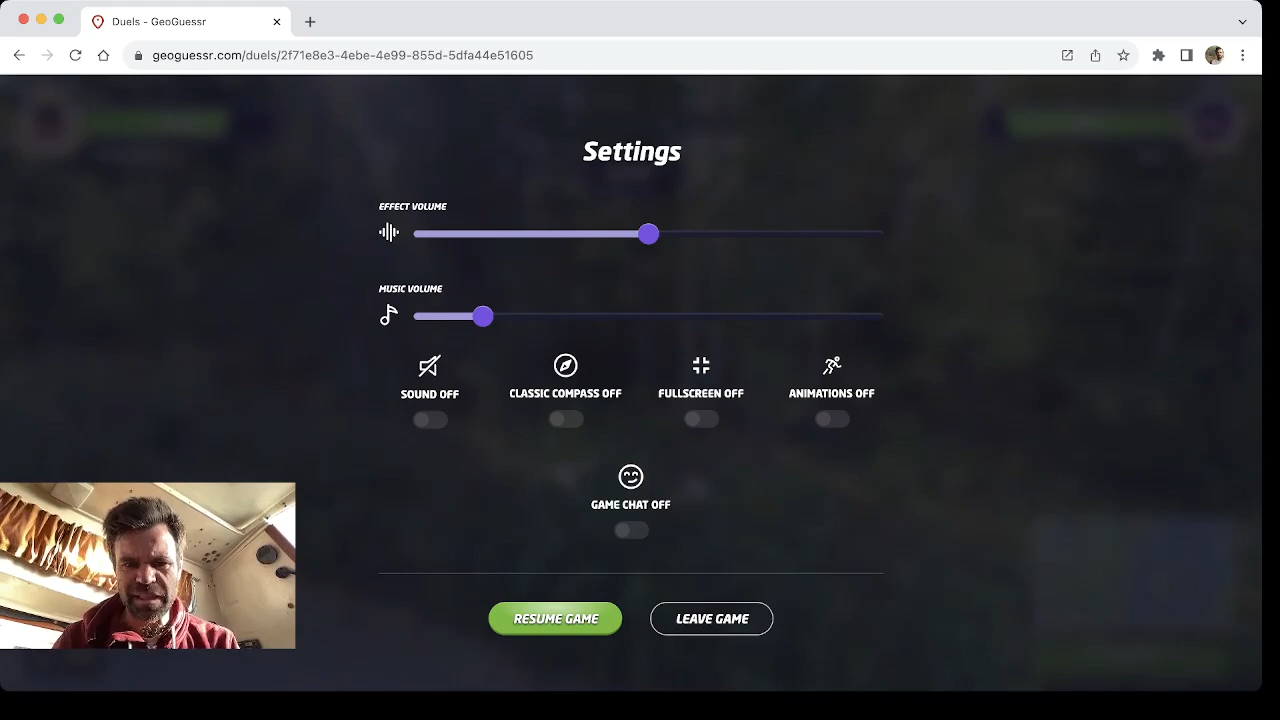 Duels - GeoGuessr
geoguessr.com/duels/2f71e8e3-4ebe-4e99-855d-5dfa44e51605
Settings
EFFECT VOLUME
MUSIC VOLUME
SOUND OFF
CLASSIC COMPASS OFF
FULLSCREEN OFF
ANIMATIONS OFF
GAME CHAT OFF
RESUME GAME
LEAVE GAME